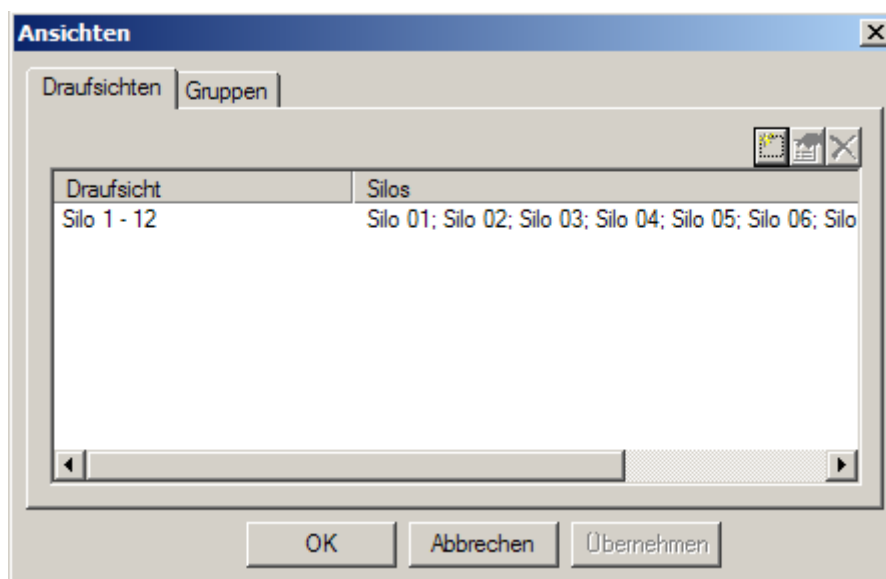 Ansichten
Draufsichten Gruppen
Draufsicht Silos
Silo 1 - 12 Silo 01; Silo 02; Silo 03; Silo 04; Silo 05; Silo 06; Silo
OK Abbrechen Übernehmen